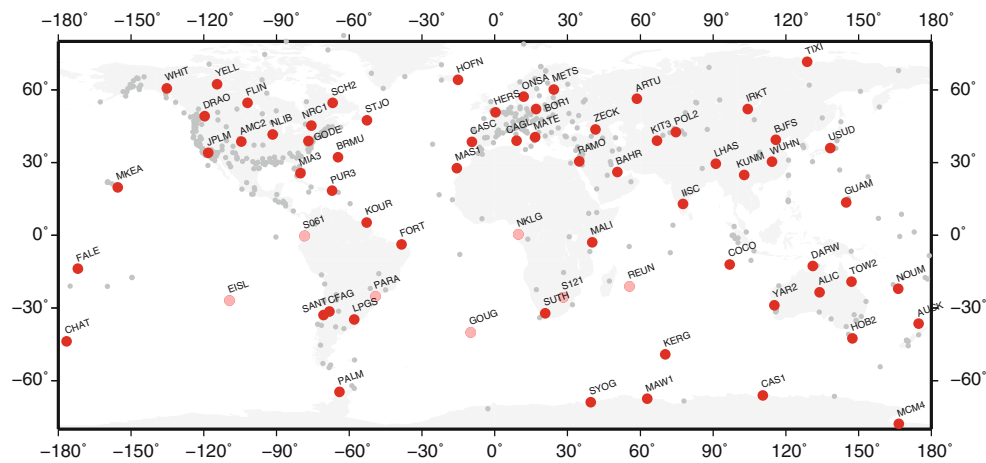 −180° −150° −120° −90° −60° −30° 0° 30° 60° 90° 120° 150° 180°
TIXI
HOFN
WHIT YELL ONSA METS ARTU
60° 60°
FLIN SCH2 HERS IRKT
DRAO NRC1 STJO BOR1
AMC2 NLIB CASC CAGL MATE ZECK KIT3 POL2 BJFS USUD
JPLM GODE BRMU LHAS WUHN
30° 30°
MIA3 MAS1 RAMO BAHR KUNM
MKEA PUR3 IISC GUAM
S061 KOUR NKLG
0° 0°
FORT MALI
FALE COCO DARW
EISL PARA S121 REUN ALIC TOW2 NOUM
−30° −30°
SANT CFAG LPGS SUTH YAR2 AUCK
CHAT GOUG HOB2
KERG
−60° −60°
PALM SYOG MAW1 CAS1
MCM4
−180° −150° −120° −90° −60° −30° 0° 30° 60° 90° 120° 150° 180°